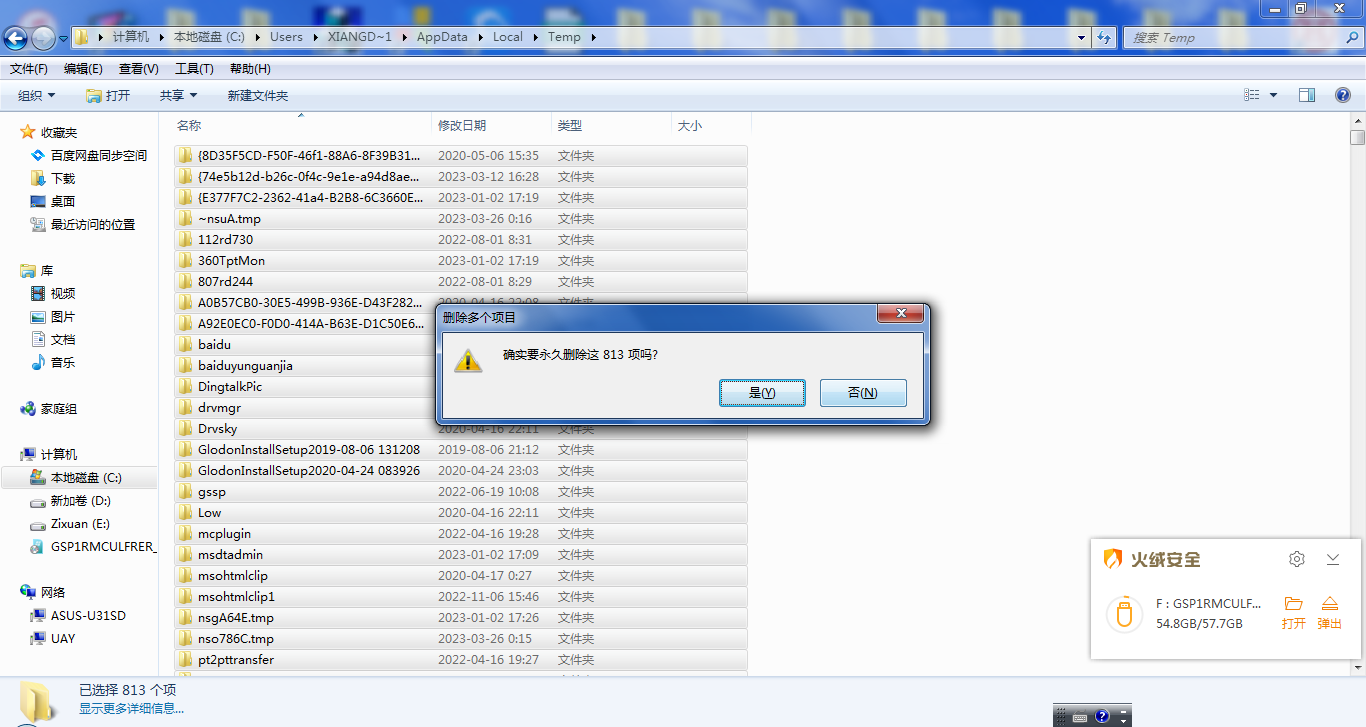 计算机 本地磁盘 (C:) Users XIANGD~1 AppData Local Temp 搜索 Temp
文件(F) 编辑(E) 查看(V) 工具(T) 帮助(H)
组织 打开 共享 新建文件夹
名称 修改日期 类型 大小
收藏夹
百度网盘同步空间
下载
桌面
最近访问的位置
库
视频
图片
文档
音乐
家庭组
计算机
本地磁盘 (C:)
新加卷 (D:)
Zixuan (E:)
GSP1RMCULFRER_
网络
ASUS-U31SD
UAY
{8D35F5CD-F50F-46f1-88A6-8F39B31... 2020-05-06 15:35 文件夹
{74e5b12d-b26c-0f4c-9e1e-a94d8ae... 2023-03-12 16:28 文件夹
{E377F7C2-2362-41a4-B2B8-6C3660E... 2023-01-02 17:19 文件夹
~nsuA.tmp 2023-03-26 0:16 文件夹
112rd730 2022-08-01 8:31 文件夹
360TptMon 2023-01-02 17:19 文件夹
807rd244 2022-08-01 8:29 文件夹
A0B57CB0-30E5-499B-936E-D43F282... 2020-04-16 22:08 文件夹
A92E0EC0-F0D0-414A-B63E-D1C50E6...
baidu
baiduyunguanjia
DingtalkPic
drvmgr
Drvsky 2020-04-16 22:11 文件夹
GlodonInstallSetup2019-08-06 131208 2019-08-06 21:12 文件夹
GlodonInstallSetup2020-04-24 083926 2020-04-24 23:03 文件夹
gssp 2022-06-19 10:08 文件夹
Low 2020-04-16 22:11 文件夹
mcplugin 2022-04-16 19:28 文件夹
msdtadmin 2023-01-02 17:09 文件夹
msohtmlclip 2020-04-17 0:27 文件夹
msohtmlclip1 2022-11-06 15:46 文件夹
nsgA64E.tmp 2023-01-02 17:26 文件夹
nso786C.tmp 2023-03-26 0:15 文件夹
pt2pttransfer 2022-04-16 19:27 文件夹
删除多个项目
确实要永久删除这 813 项吗?
是(Y) 否(N)
火绒安全
F : GSP1RMCULF...
54.8GB/57.7GB
打开 弹出
已选择 813 个项
显示更多详细信息...